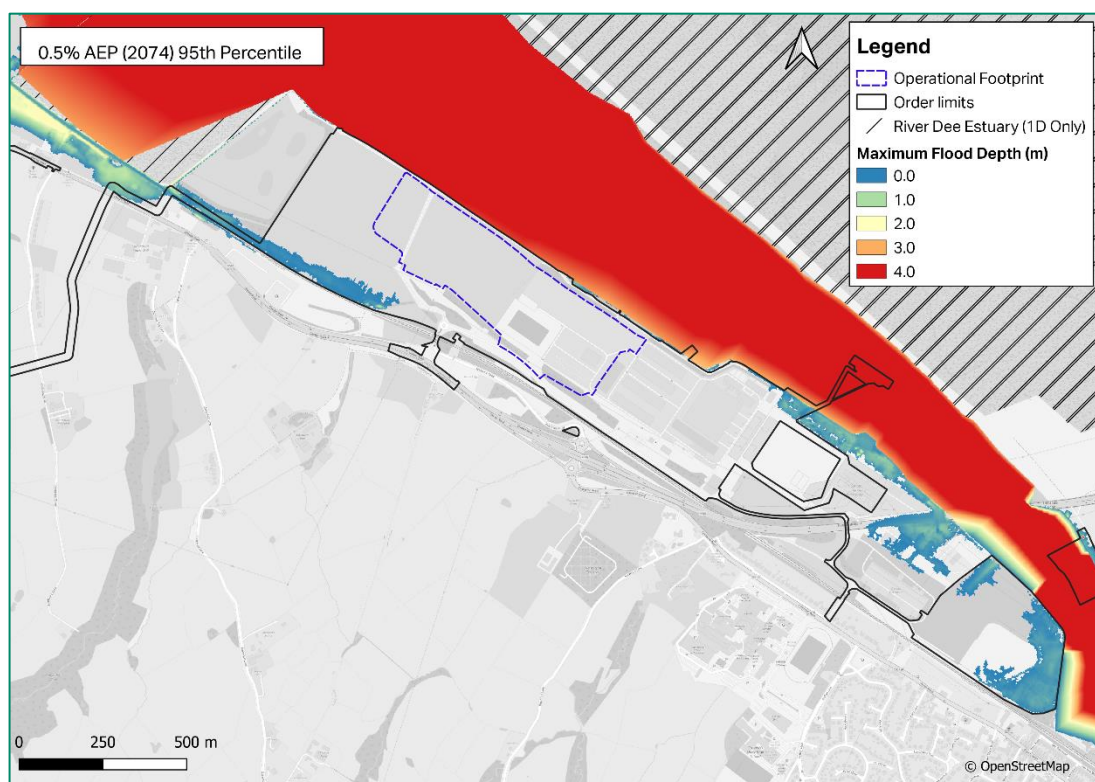 0.5% AEP (2074) 95th Percentile
Legend
Operational Footprint
Order limits
River Dee Estuary (1D Only)
Maximum Flood Depth (m)
0.0
1.0
2.0
3.0
4.0
0 250 500 m
© OpenStreetMap